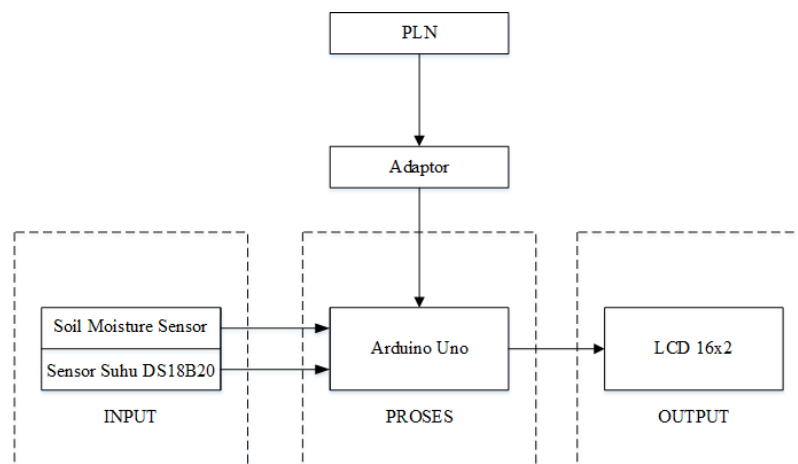 PLN
Adaptor
Soil Moisture Sensor
Sensor Suhu DS18B20
Arduino Uno
LCD 16x2
INPUT
PROSES
OUTPUT